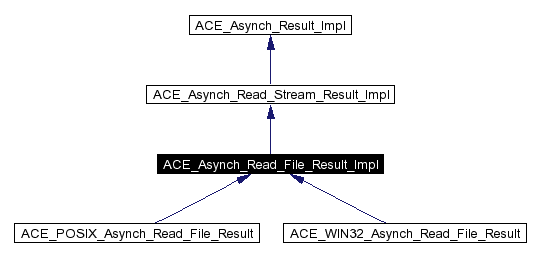 ACE_Asynch_Result_Impl
ACE_Asynch_Read_Stream_Result_Impl
ACE_Asynch_Read_File_Result_Impl
ACE_POSIX_Asynch_Read_File_Result
ACE_WIN32_Asynch_Read_File_Result